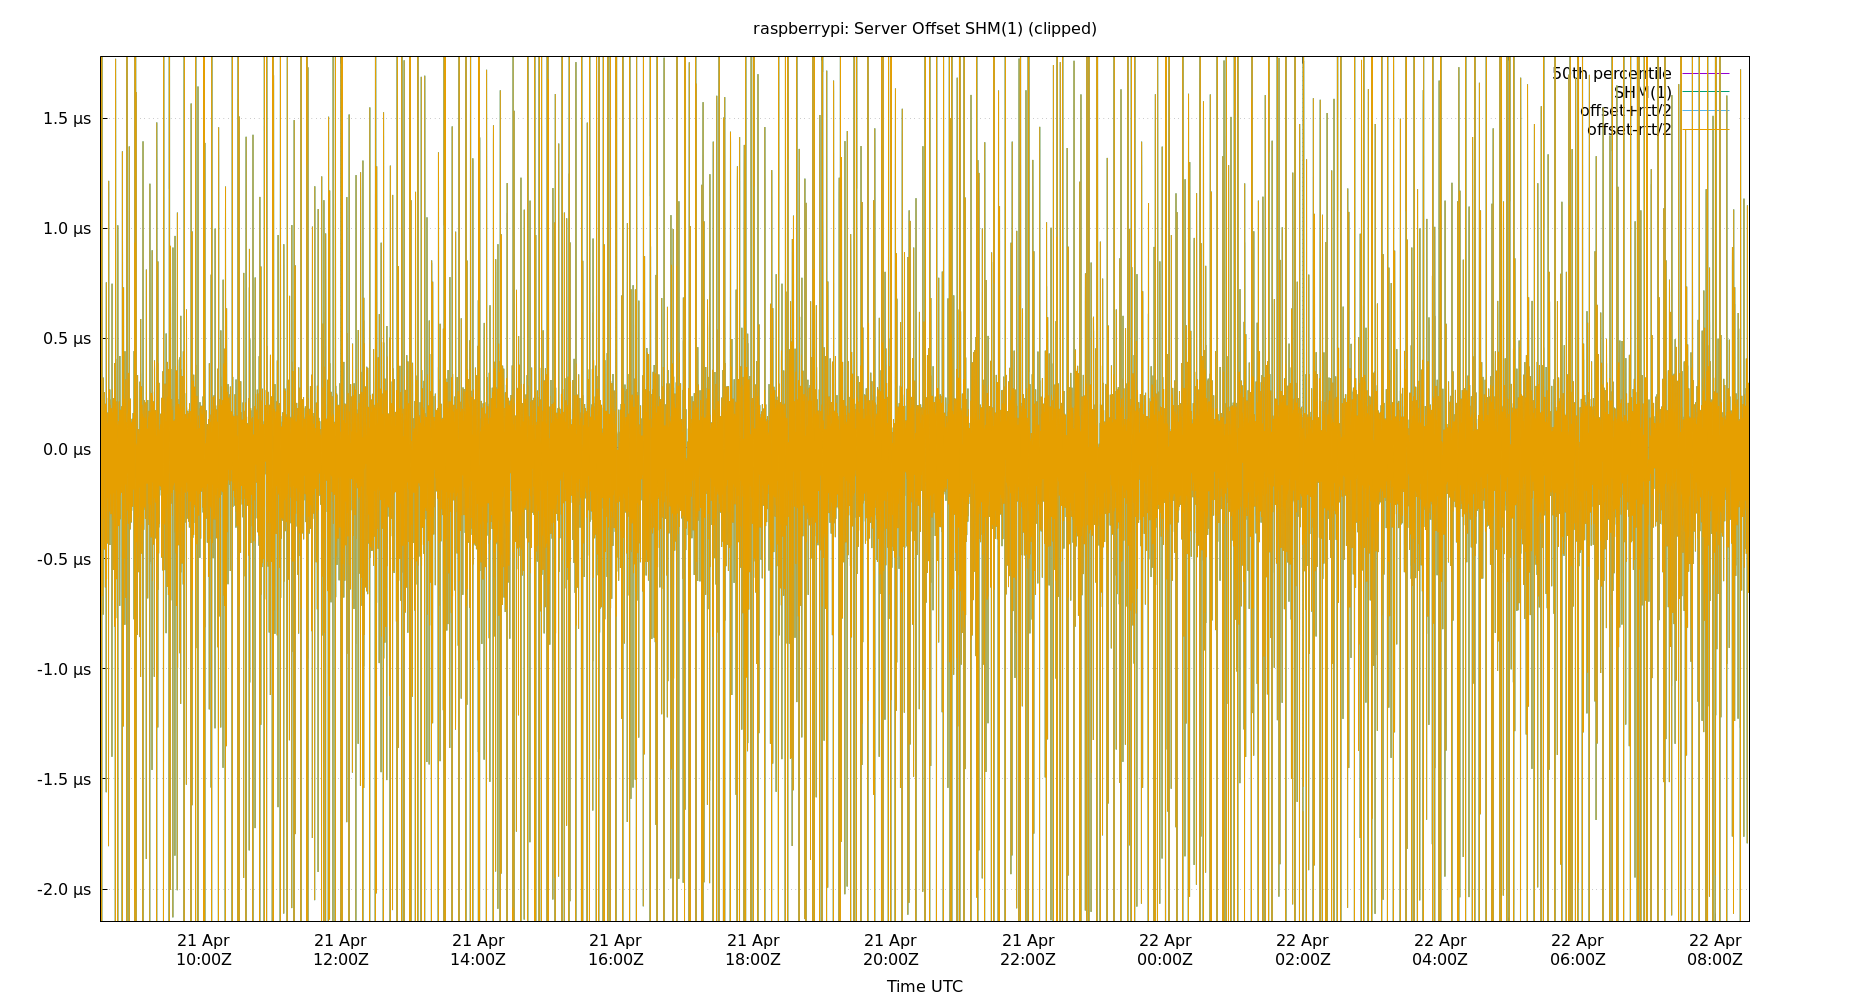 raspberrypi: Server Offset SHM(1) (clipped)
50th percentile
SHM(1)
offset+rtt/2
offset-rtt/2
1.5 µs
1.0 µs
0.5 µs
0.0 µs
-0.5 µs
-1.0 µs
-1.5 µs
-2.0 µs
21 Apr 21 Apr 21 Apr 21 Apr 21 Apr 21 Apr 21 Apr 22 Apr 22 Apr 22 Apr 22 Apr 22 Apr
10:00Z 12:00Z 14:00Z 16:00Z 18:00Z 20:00Z 22:00Z 00:00Z 02:00Z 04:00Z 06:00Z 08:00Z
Time UTC